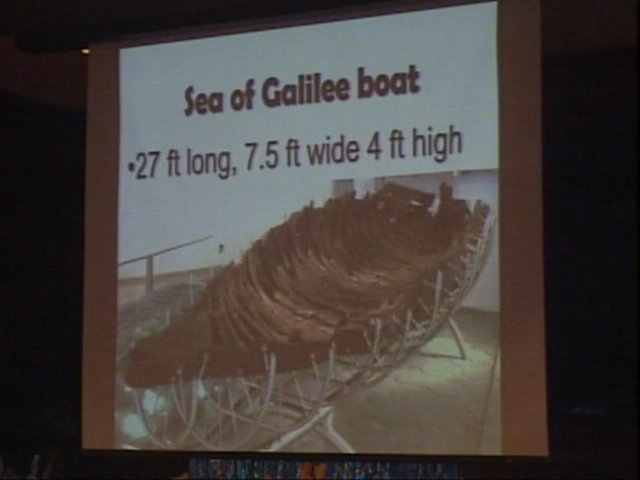 Sea of Galilee boat
•27 ft long, 7.5 ft wide 4 ft high